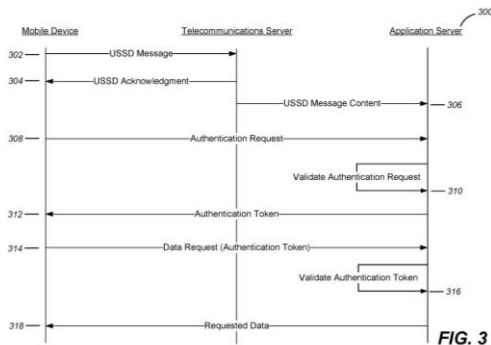 300
Mobile Device Telecommunications Server Application Server
302 USSD Message
304 USSD Acknowledgment
USSD Message Content 306
308 Authentication Request
Validate Authentication Request
310
312 Authentication Token
314 Data Request (Authentication Token)
Validate Authentication Token
316
318 Requested Data
FIG. 3